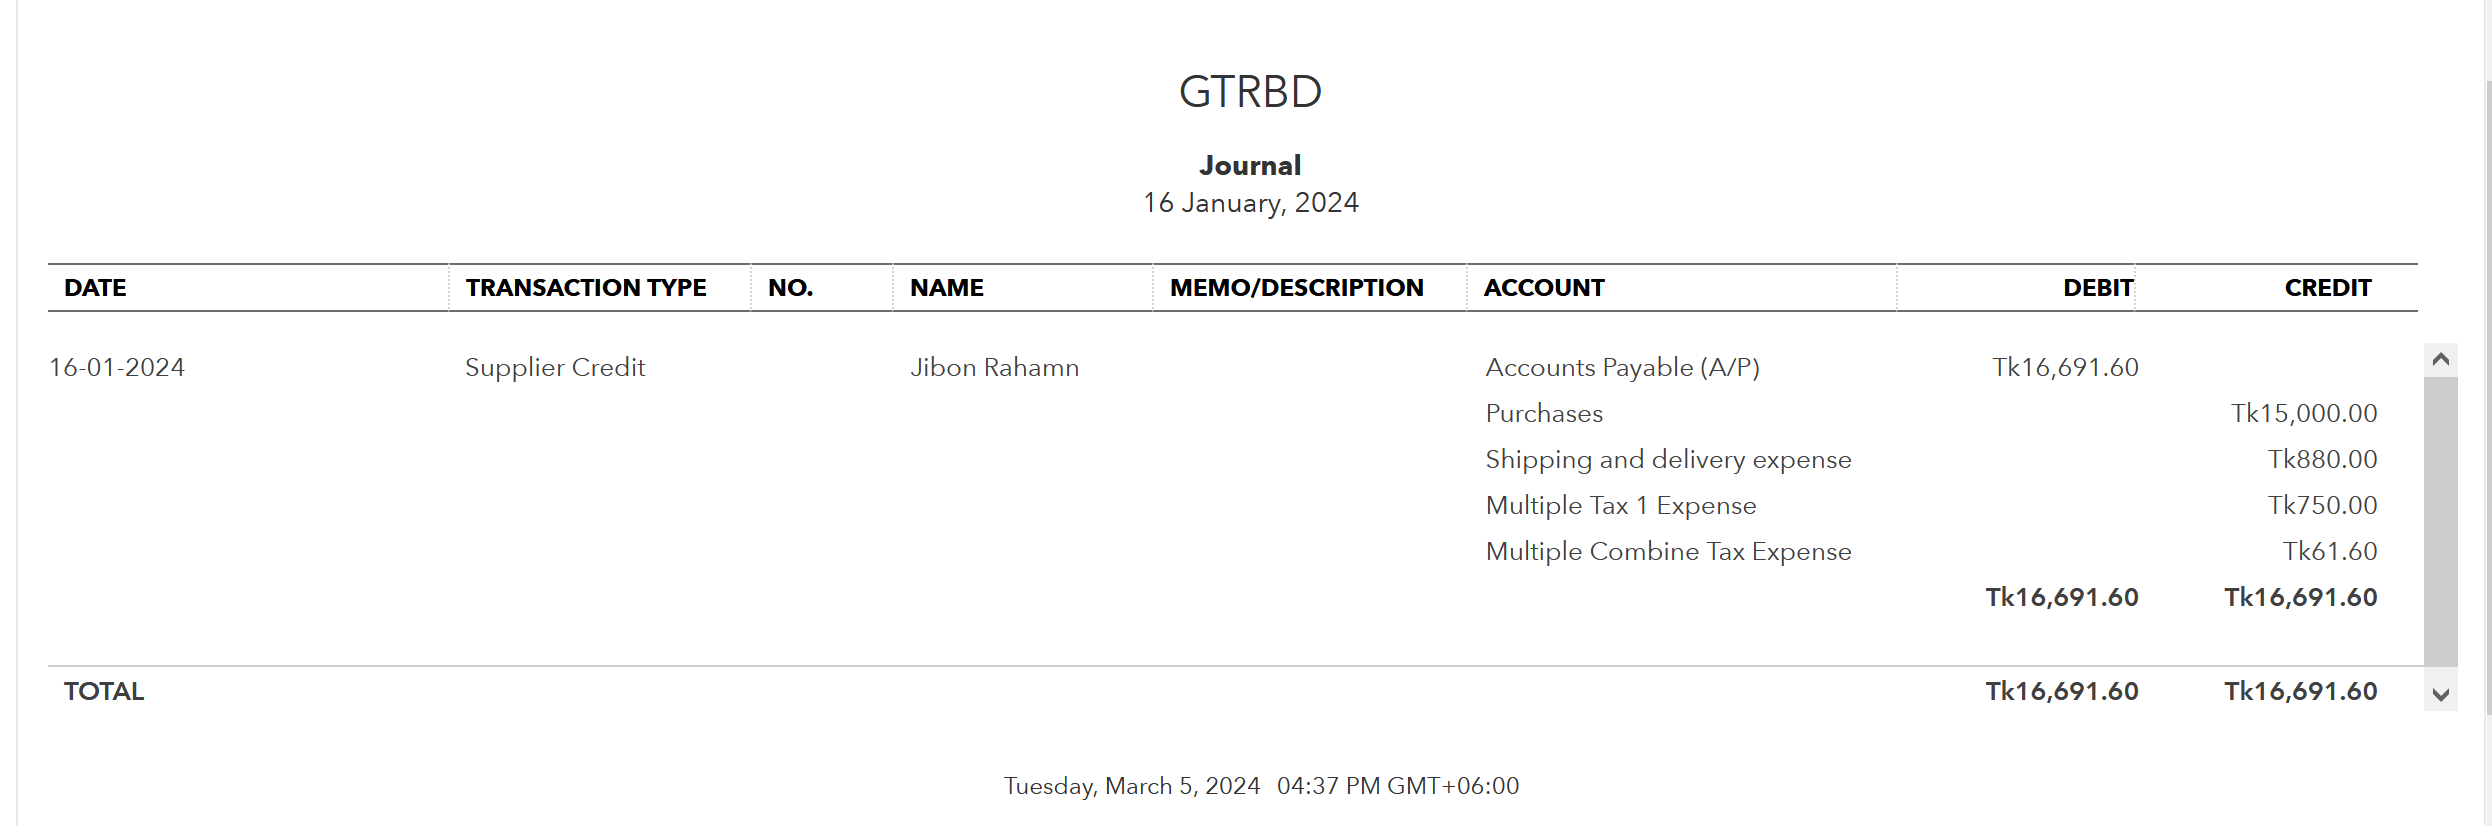 GTRBD
Journal
16 January, 2024
DATE TRANSACTION TYPE NO. NAME MEMO/DESCRIPTION ACCOUNT DEBIT CREDIT
16-01-2024 Supplier Credit Jibon Rahamn Accounts Payable (A/P) Tk16,691.60
Purchases Tk15,000.00
Shipping and delivery expense Tk880.00
Multiple Tax 1 Expense Tk750.00
Multiple Combine Tax Expense Tk61.60
Tk16,691.60 Tk16,691.60
TOTAL Tk16,691.60 Tk16,691.60
Tuesday, March 5, 2024 04:37 PM GMT+06:00